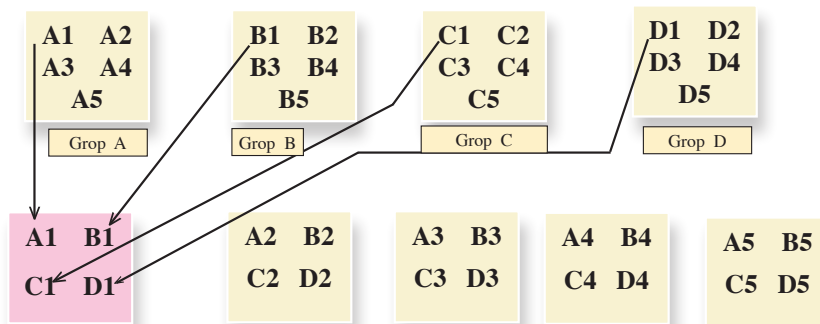 A1 A2
A3 A4
A5
B1 B2
B3 B4
B5
C1 C2
C3 C4
C5
D1 D2
D3 D4
D5
Grop A
Grop B
Grop C
Grop D
A1 B1
C1 D1
A2 B2
C2 D2
A3 B3
C3 D3
A4 B4
C4 D4
A5 B5
C5 D5